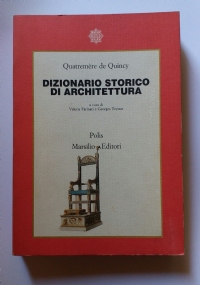 Quatremère de Quincy
DIZIONARIO STORICO
DI ARCHITETTURA
a cura di
Valeria Farinati e Georges Teyssot
Polis
Marsilio Editori